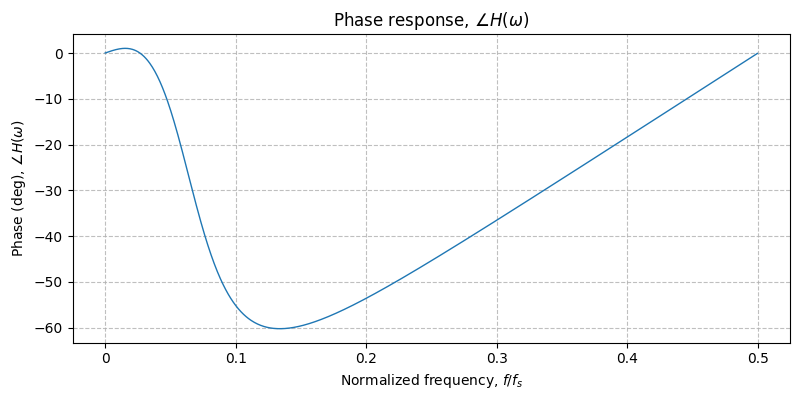 Phase response, ∠H(ω)
Phase (deg), ∠H(ω)
0
−10
−20
−30
−40
−50
−60
0 0.1 0.2 0.3 0.4 0.5
Normalized frequency, f/fₛ